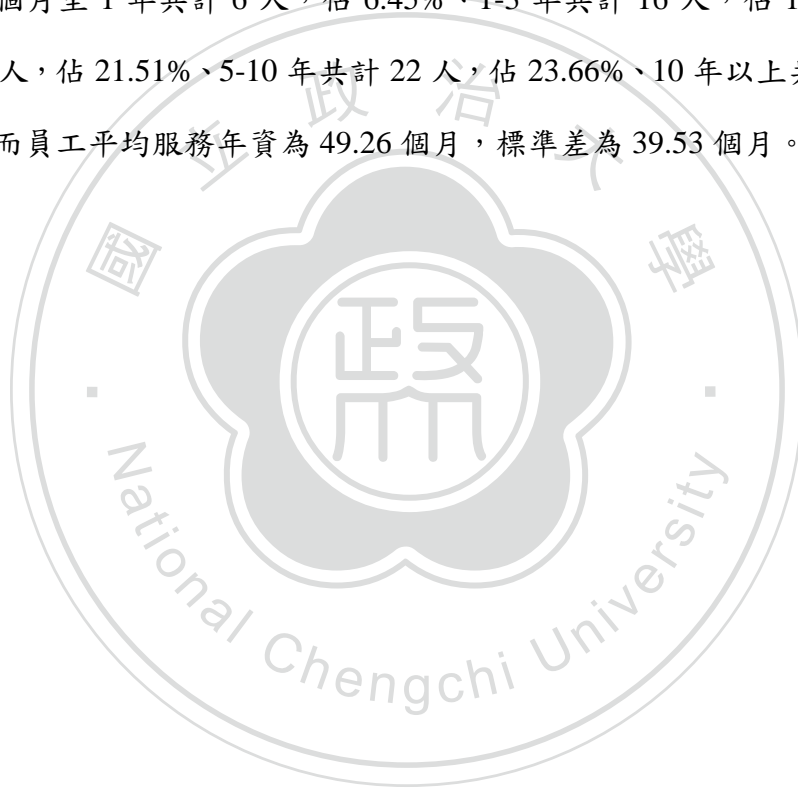 個月至 1 年共計 6 人，佔 6.45%、1-3 年共計 16 人，佔 1
人，佔 21.51%、5-10 年共計 22 人，佔 23.66%、10 年以上共
而員工平均服務年資為 49.26 個月，標準差為 39.53 個月。
國立政治大學
政
National Chengchi University